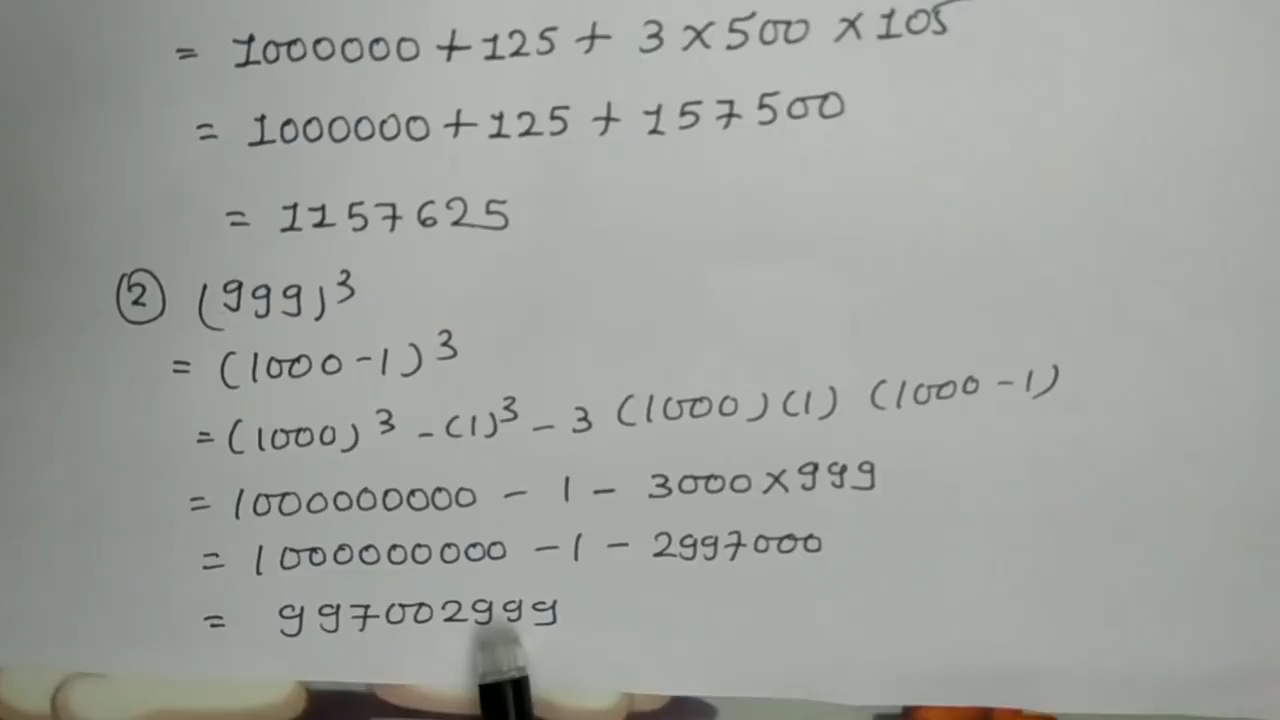 = 1000000 + 125 + 3 × 500 × 105
= 1000000 + 125 + 157500
= 1157625
② (999)³
= (1000 - 1)³
= (1000)³ - (1)³ - 3 (1000) (1) (1000 - 1)
= 1000000000 - 1 - 3000 × 999
= 1000000000 - 1 - 2997000
= 997002999